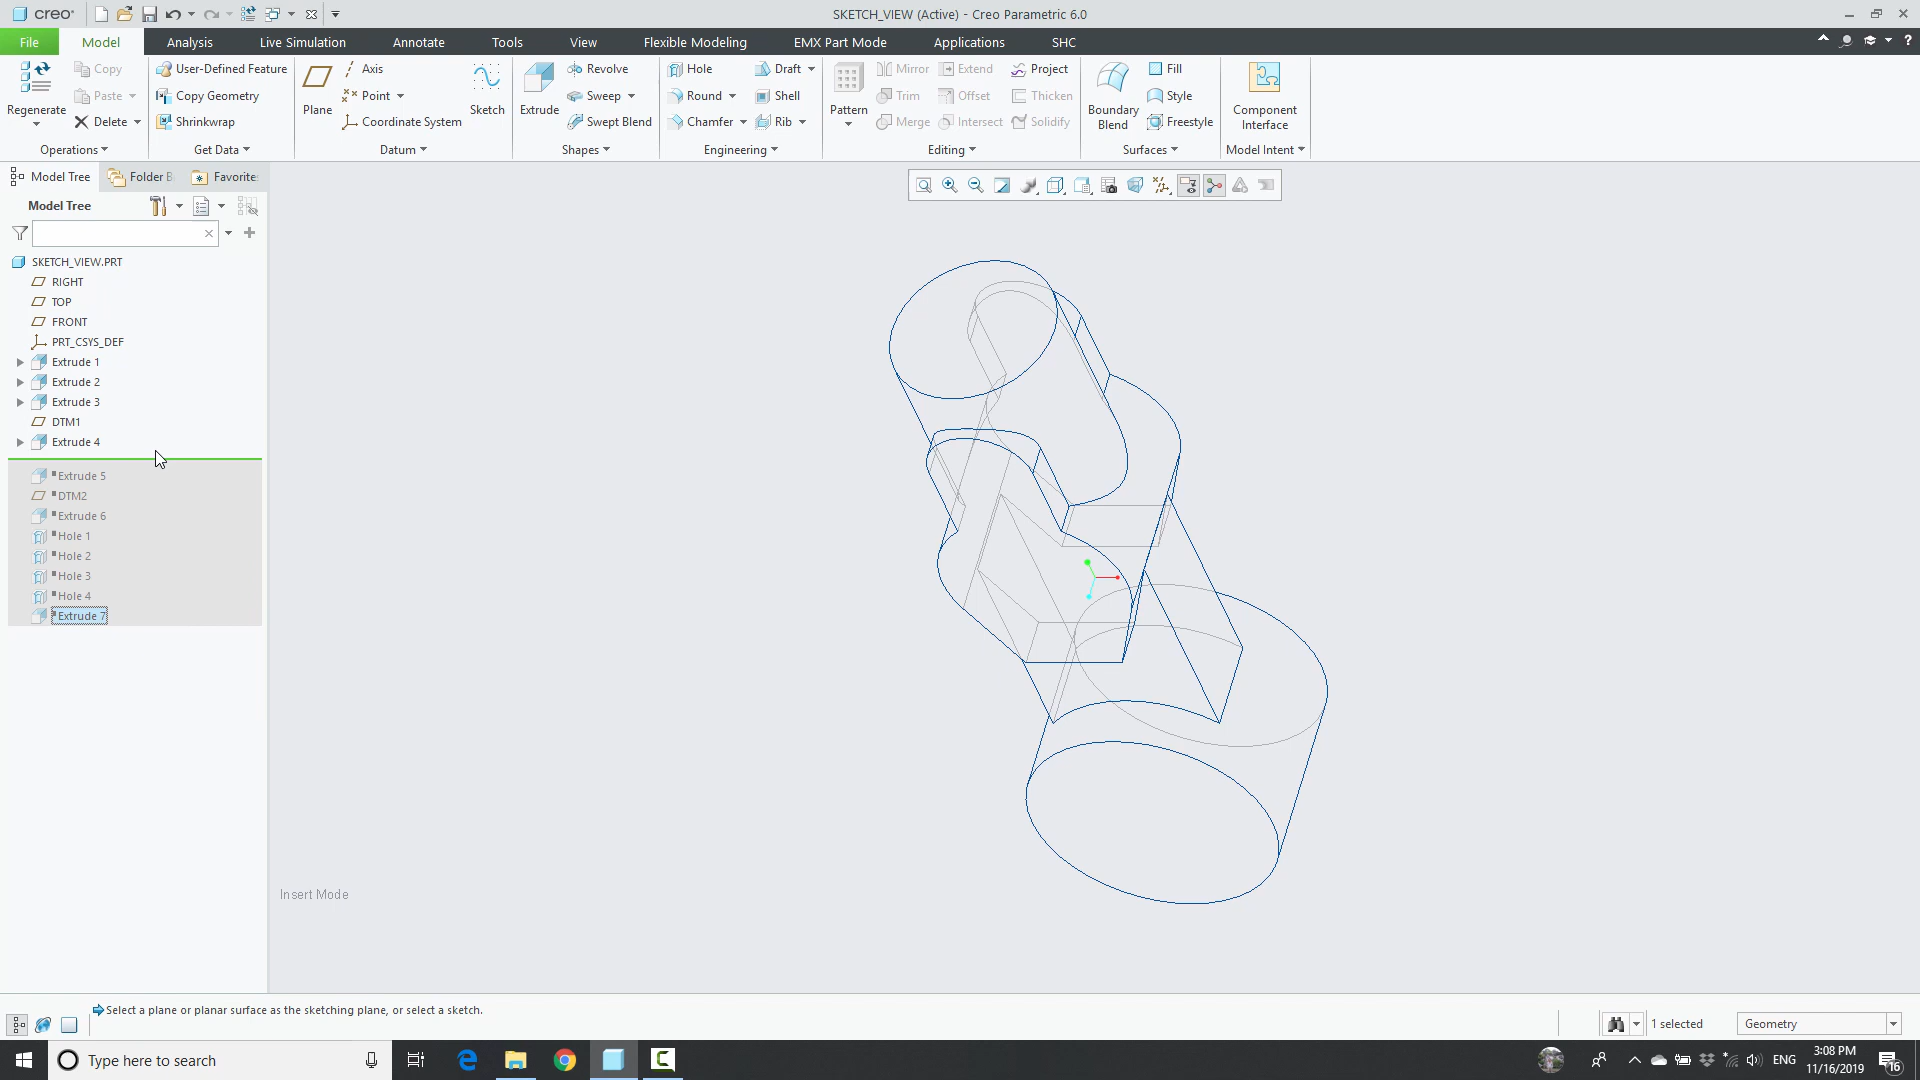 creo
SKETCH_VIEW (Active) - Creo Parametric 6.0
File Model Analysis Live Simulation Annotate Tools View Flexible Modeling EMX Part Mode Applications SHC
Regenerate
Copy
Paste
Delete
Operations
User-Defined Feature
Copy Geometry
Shrinkwrap
Get Data
Plane
Axis
Point
Coordinate System
Sketch
Datum
Extrude
Revolve
Sweep
Swept Blend
Shapes
Hole
Round
Chamfer
Draft
Shell
Rib
Engineering
Pattern
Mirror
Trim
Merge
Extend
Offset
Intersect
Project
Thicken
Solidify
Editing
Boundary
Blend
Fill
Style
Freestyle
Surfaces
Component
Interface
Model Intent
Model Tree Folder B Favorite
Model Tree
SKETCH_VIEW.PRT
RIGHT
TOP
FRONT
PRT_CSYS_DEF
Extrude 1
Extrude 2
Extrude 3
DTM1
Extrude 4
Extrude 5
DTM2
Extrude 6
Hole 1
Hole 2
Hole 3
Hole 4
Extrude 7
Insert Mode
Select a plane or planar surface as the sketching plane, or select a sketch.
1 selected
Geometry
Type here to search
ENG
3:08 PM
11/16/2019
16